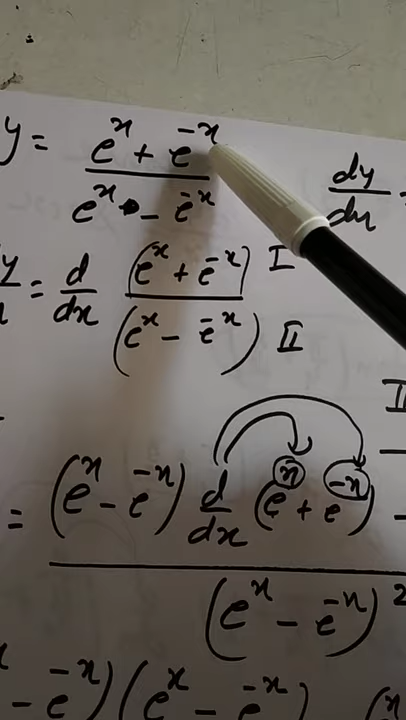 y = e^x + e^-x / e^x - e^-x dy/dx
= d/dx (e^x + e^-x) I / (e^x - e^-x) II
= (e^x - e^-x) d/dx (e^x + e^-x) / (e^x - e^-x)^2
- e^-x)(e^x - e^-x)